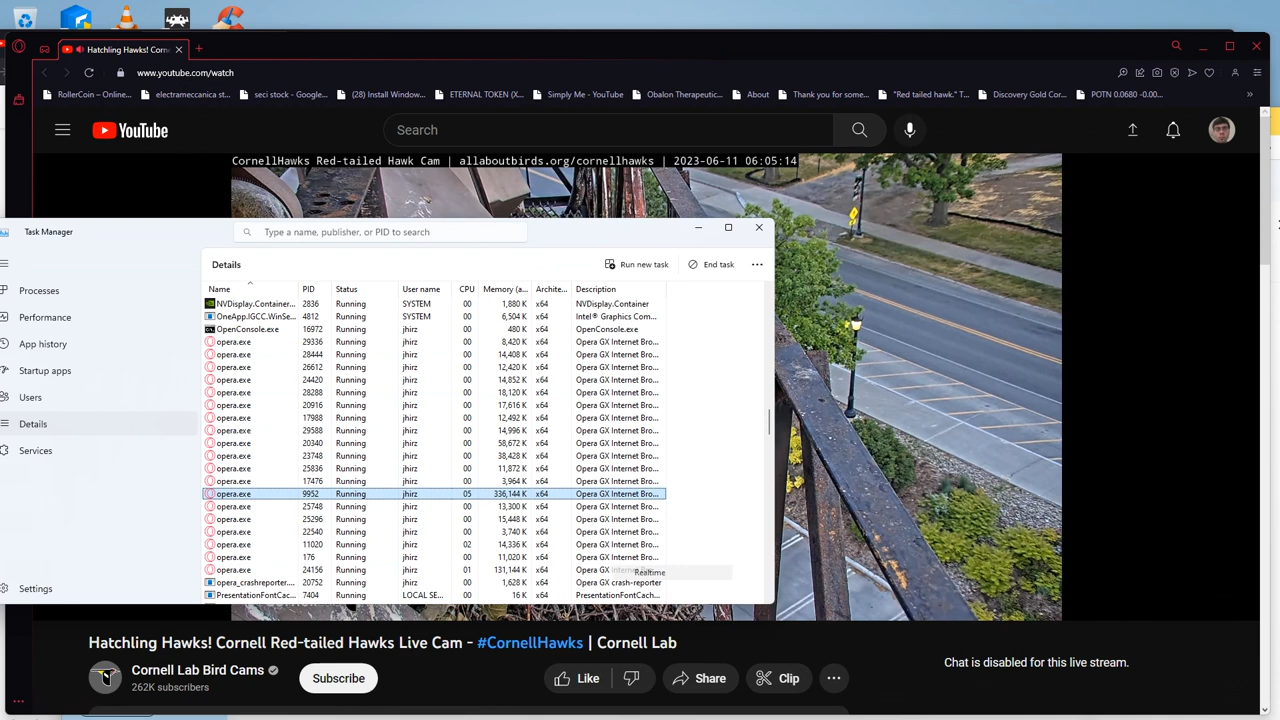 Hatchling Hawks! Corn
www.youtube.com/watch
RollerCoin – Online...
electrameccanica st...
seci stock - Google...
(28) Install Window...
ETERNAL TOKEN (X...
Simply Me - YouTube
Obalon Therapeutic...
About
Thank you for some...
"Red tailed hawk." T...
Discovery Gold Cor...
POTN 0.0680 -0.00...
YouTube
Search
CornellHawks Red-tailed Hawk Cam | allaboutbirds.org/cornellhawks | 2023-06-11 06:05:14
Task Manager
Type a name, publisher, or PID to search
Details
Run new task
End task
Processes
Performance
App history
Startup apps
Users
Details
Services
Settings
Name PID Status User name CPU Memory (a... Archite... Description
NVDisplay.Container... 2836 Running SYSTEM 00 1,880 K x64 NVDisplay.Container
OneApp.IGCC.WinSe... 4812 Running SYSTEM 00 6,504 K x64 Intel® Graphics Com...
OpenConsole.exe 16972 Running jhirz 00 480 K x64 OpenConsole.exe
opera.exe 29336 Running jhirz 00 8,420 K x64 Opera GX Internet Bro...
opera.exe 28444 Running jhirz 00 14,408 K x64 Opera GX Internet Bro...
opera.exe 26612 Running jhirz 00 12,420 K x64 Opera GX Internet Bro...
opera.exe 24420 Running jhirz 00 14,852 K x64 Opera GX Internet Bro...
opera.exe 28288 Running jhirz 00 18,120 K x64 Opera GX Internet Bro...
opera.exe 20916 Running jhirz 00 17,616 K x64 Opera GX Internet Bro...
opera.exe 17988 Running jhirz 00 12,492 K x64 Opera GX Internet Bro...
opera.exe 29588 Running jhirz 00 14,996 K x64 Opera GX Internet Bro...
opera.exe 20340 Running jhirz 00 58,672 K x64 Opera GX Internet Bro...
opera.exe 23748 Running jhirz 00 38,428 K x64 Opera GX Internet Bro...
opera.exe 25836 Running jhirz 00 11,872 K x64 Opera GX Internet Bro...
opera.exe 17476 Running jhirz 00 3,964 K x64 Opera GX Internet Bro...
opera.exe 9952 Running jhirz 05 336,144 K x64 Opera GX Internet Bro...
opera.exe 25748 Running jhirz 00 13,300 K x64 Opera GX Internet Bro...
opera.exe 25296 Running jhirz 00 15,448 K x64 Opera GX Internet Bro...
opera.exe 22540 Running jhirz 00 3,740 K x64 Opera GX Internet Bro...
opera.exe 11020 Running jhirz 02 14,336 K x64 Opera GX Internet Bro...
opera.exe 176 Running jhirz 00 11,020 K x64 Opera GX Internet Bro...
opera.exe 24156 Running jhirz 01 131,144 K x64 Opera GX
Realtime
opera_crashreporter.... 20752 Running jhirz 00 1,628 K x64 Opera GX crash-reporter
PresentationFontCac... 7404 Running LOCAL SE... 00 16 K x64 PresentationFontCach...
Hatchling Hawks! Cornell Red-tailed Hawks Live Cam - #CornellHawks | Cornell Lab
Cornell Lab Bird Cams
262K subscribers
Subscribe
Like
Share
Clip
Chat is disabled for this live stream.